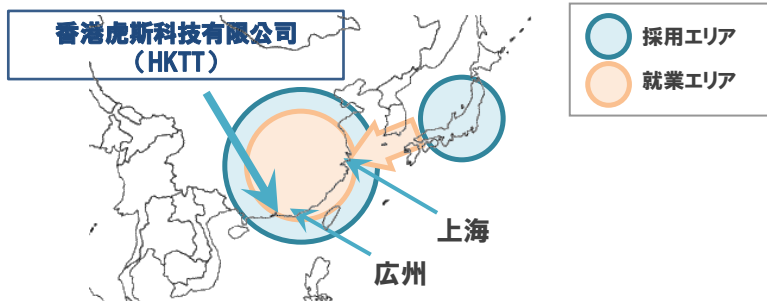 香港虎斯科技有限公司
（HKTT）
採用エリア
就業エリア
上海
広州